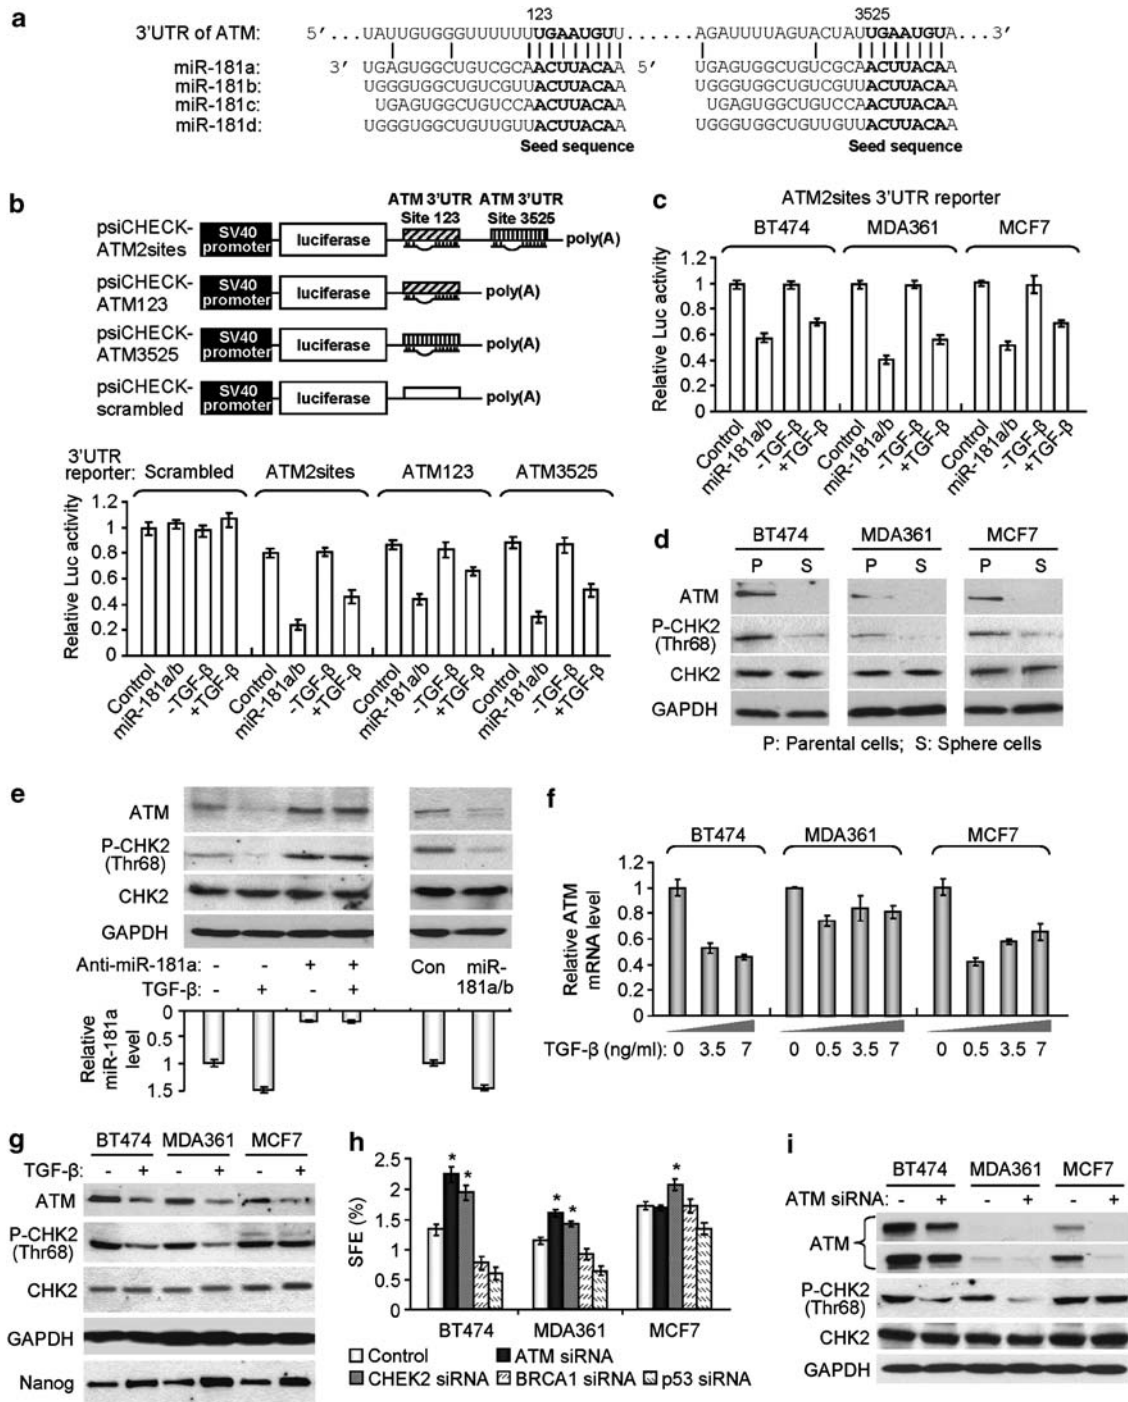 a
123
3525
3'UTR of ATM:
5' ...UAUUGUGGGUUUUUUUUGAAUGUU......AGAUUUUAGUACUAUUUGAAUGUA...3'
miR-181a:
3' UGAGUGGCUGUCGCAACUUACAA 5' UGAGUGGCUGUCGCAACUUACAA
miR-181b:
UGGGUGGCUGUCGUUACUUACAA UGGGUGGCUGUCGUUACUUACAA
miR-181c:
UGAGUGGCUGUCCAACUUACAA UGAGUGGCUGUCCAACUUACAA
miR-181d:
UGGGUGGCUGUUGUUACUUACAA UGGGUGGCUGUUGUUACUUACAA
Seed sequence Seed sequence
b
ATM 3'UTR ATM 3'UTR
Site 123 Site 3525
psiCHECK-
ATM2sites
SV40
promoter
luciferase
poly(A)
psiCHECK-
ATM123
SV40
promoter
luciferase
poly(A)
psiCHECK-
ATM3525
SV40
promoter
luciferase
poly(A)
psiCHECK-
scrambled
SV40
promoter
luciferase
poly(A)
3'UTR
reporter:
Scrambled ATM2sites ATM123 ATM3525
Relative Luc activity
1.2
1
0.8
0.6
0.4
0.2
0
Control miR-181a/b -TGF-β +TGF-β Control miR-181a/b -TGF-β +TGF-β Control miR-181a/b -TGF-β +TGF-β Control miR-181a/b -TGF-β +TGF-β
c
ATM2sites 3'UTR reporter
BT474 MDA361 MCF7
Relative Luc activity
1.2
1
0.8
0.6
0.4
0.2
0
Control miR-181a/b -TGF-β +TGF-β Control miR-181a/b -TGF-β +TGF-β Control miR-181a/b -TGF-β +TGF-β
d
BT474 MDA361 MCF7
P S P S P S
ATM
P-CHK2
(Thr68)
CHK2
GAPDH
P: Parental cells; S: Sphere cells
e
ATM
P-CHK2
(Thr68)
CHK2
GAPDH
Anti-miR-181a: - - + +
TGF-β: - + - +
Con miR-
181a/b
Relative
miR-181a
level
0
0.5
1
1.5
f
BT474 MDA361 MCF7
Relative ATM
mRNA level
1.2
1
0.8
0.6
0.4
0.2
0
TGF-β (ng/ml): 0 3.5 7 0 0.5 3.5 7 0 0.5 3.5 7
g
BT474 MDA361 MCF7
TGF-β: - + - + - +
ATM
P-CHK2
(Thr68)
CHK2
GAPDH
Nanog
h
SFE (%)
2.5
2
1.5
1
0.5
0
* * * * *
BT474 MDA361 MCF7
Control ATM siRNA
CHEK2 siRNA BRCA1 siRNA p53 siRNA
i
BT474 MDA361 MCF7
ATM siRNA: - + - + - +
ATM
P-CHK2
(Thr68)
CHK2
GAPDH